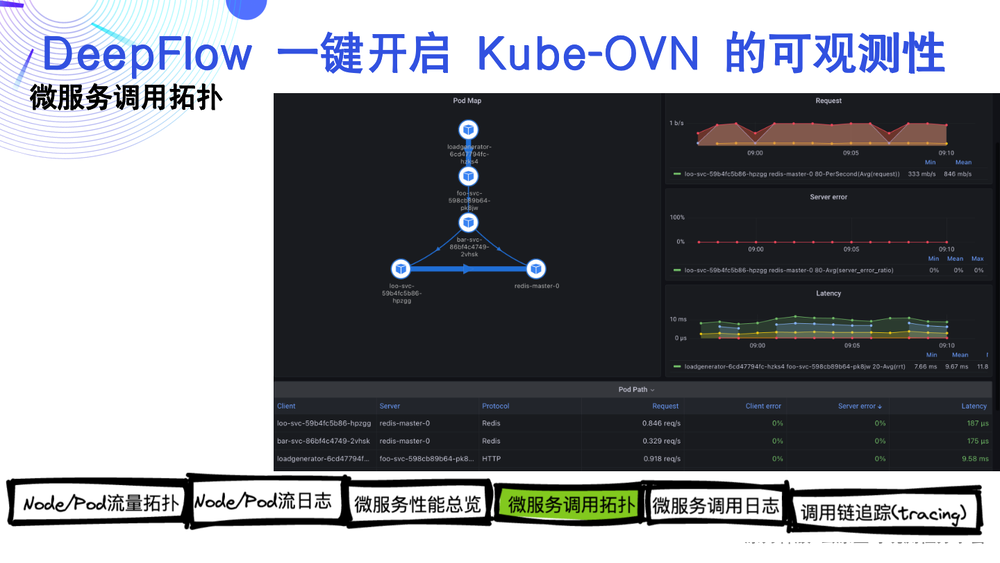 DeepFlow 一键开启 Kube-OVN 的可观测性
微服务调用拓扑
Pod Map
loadgenerator-
6cd47794fc-
hzks4
foo-svc-
598cb89b64-
pk8jw
bar-svc-
86bf4c4749-
2vhsk
loo-svc-
59b4fc5b86-
hpzgg
redis-master-0
Request
1 b/s
09:00 09:05 09:10
Min Mean
loo-svc-59b4fc5b86-hpzgg redis-master-0 80-PerSecond(Avg(request)) 333 mb/s 846 mb/s
Server error
100%
0%
09:00 09:05 09:10
Min Mean Max
loo-svc-59b4fc5b86-hpzgg redis-master-0 80-Avg(server_error_ratio) 0% 0% 0%
Latency
10 ms
0 µs
09:00 09:05 09:10
Min Mean
loadgenerator-6cd47794fc-hzks4 foo-svc-598cb89b64-pk8jw 20-Avg(rrt) 7.66 ms 9.67 ms 11.8
Pod Path
Client Server Protocol Request Client error Server error ↓ Latency
loo-svc-59b4fc5b86-hpzgg redis-master-0 Redis 0.846 req/s 0% 0% 187 µs
bar-svc-86bf4c4749-2vhsk redis-master-0 Redis 0.329 req/s 0% 0% 175 µs
loadgenerator-6cd47794f... foo-svc-598cb89b64-pk8... HTTP 0.918 req/s 0% 0% 9.58 ms
Node/Pod流量拓扑 Node/Pod流日志 微服务性能总览 微服务调用拓扑 微服务调用日志 调用链追踪(tracing)